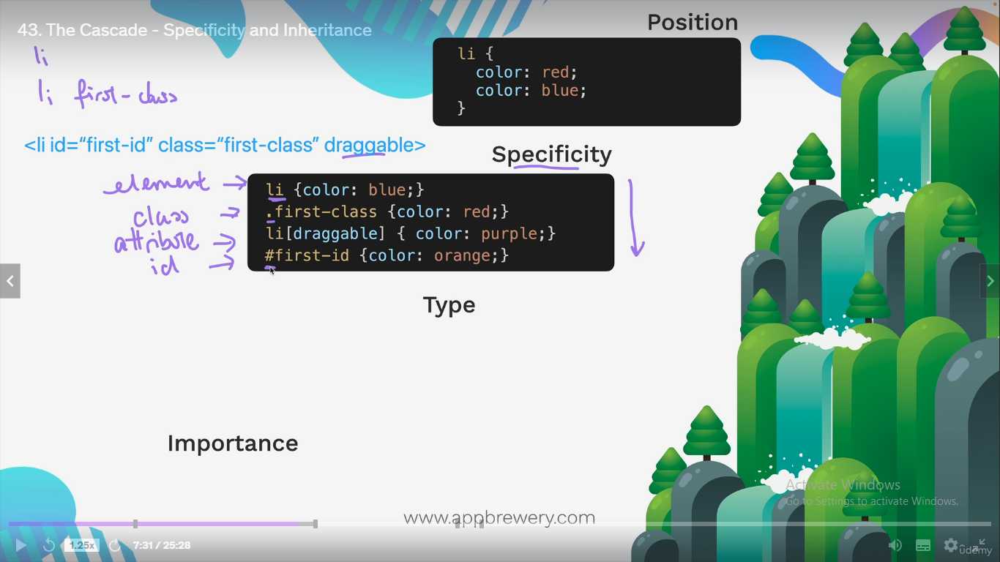 43. The Cascade - Specificity and Inheritance
Position
li
li first-class
li {
color: red;
color: blue;
}
<li id=“first-id” class=“first-class” draggable>
Specificity
element
class
attribute
id
li {color: blue;}
.first-class {color: red;}
li[draggable] { color: purple;}
#first-id {color: orange;}
Type
Importance
Activate Windows
Go to Settings to activate Windows.
www.appbrewery.com
1.25x
7:31 / 25:28
ûdemy